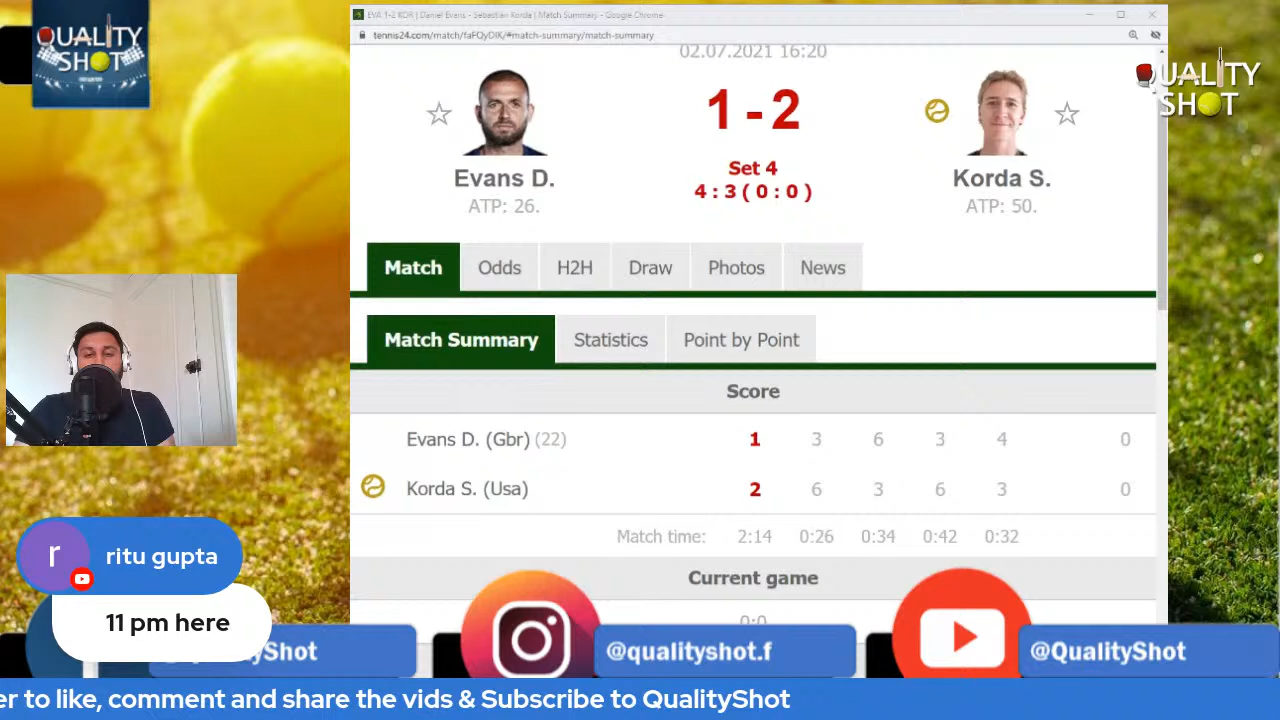 QUALITY
SHOT
EVA 1-2 KOR | Daniel Evans - Sebastian Korda | Match Summary - Google Chrome
tennis24.com/match/faFQyDIK/#match-summary/match-summary
02.07.2021 16:20
QUALITY
SHOT
1 - 2
Set 4
4 : 3 ( 0 : 0 )
Evans D.
ATP: 26.
Korda S.
ATP: 50.
Match Odds H2H Draw Photos News
Match Summary Statistics Point by Point
Score
Evans D. (Gbr) (22) 1 3 6 3 4 0
Korda S. (Usa) 2 6 3 6 3 0
Match time: 2:14 0:26 0:34 0:42 0:32
Current game
0:0
r ritu gupta
11 pm here
yShot
@qualityshot.f
@QualityShot
er to like, comment and share the vids & Subscribe to QualityShot